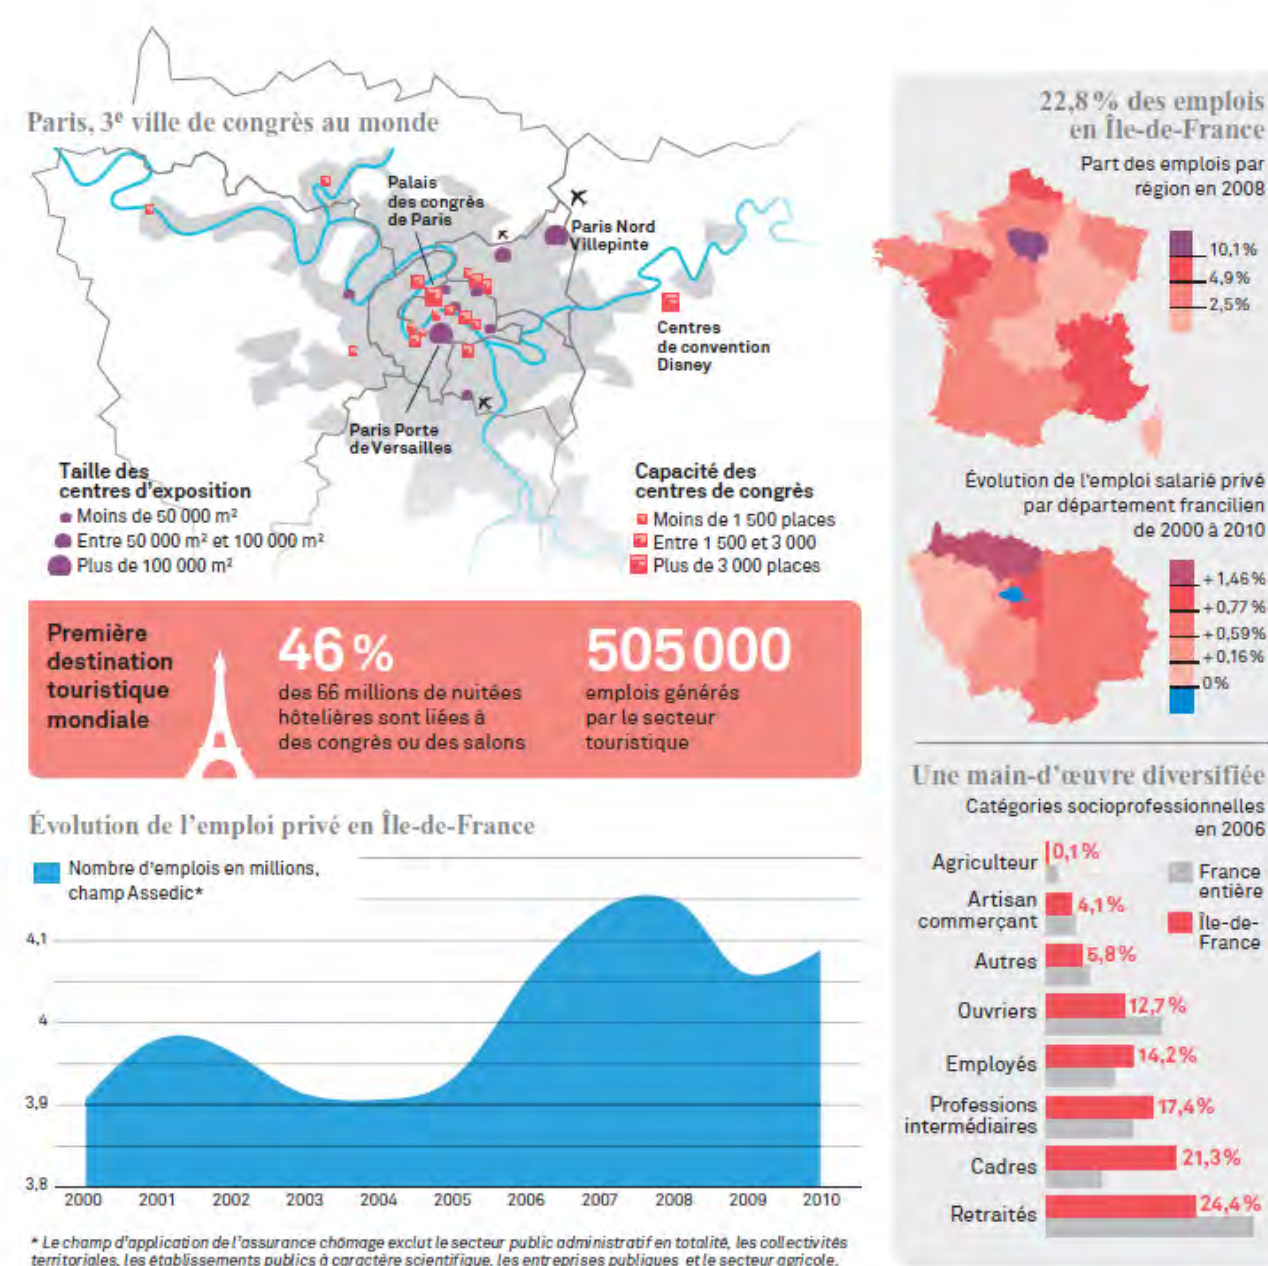 Paris, 3e ville de congrès au monde
Palais
des congrès
de Paris
Paris Nord
Villepinte
Centres
de convention
Disney
Paris Porte
de Versailles
Taille des
centres d'exposition
Moins de 50 000 m²
Entre 50 000 m² et 100 000 m²
Plus de 100 000 m²
Capacité des
centres de congrès
Moins de 1 500 places
Entre 1 500 et 3 000
Plus de 3 000 places
Première
destination
touristique
mondiale
46 %
des 66 millions de nuitées
hôtelières sont liées à
des congrès ou des salons
505 000
emplois générés
par le secteur
touristique
Évolution de l'emploi privé en Île-de-France
Nombre d'emplois en millions,
champ Assedic*
4,1
4
3,9
3,8
2000 2001 2002 2003 2004 2005 2006 2007 2008 2009 2010
* Le champ d'application de l'assurance chômage exclut le secteur public administratif en totalité, les collectivités
territoriales, les établissements publics à caractère scientifique, les entreprises publiques et le secteur agricole.
22,8 % des emplois
en Île-de-France
Part des emplois par
région en 2008
10,1%
4,9%
2,5%
Évolution de l'emploi salarié privé
par département francilien
de 2000 à 2010
+ 1,46 %
+ 0,77 %
+ 0,59%
+ 0,16%
0%
Une main-d'œuvre diversifiée
Catégories socioprofessionnelles
en 2006
France
entière
Île-de-
France
Agriculteur 0,1%
Artisan
commerçant 4,1%
Autres 5,8%
Ouvriers 12,7%
Employés 14,2%
Professions
intermédiaires 17,4%
Cadres 21,3%
Retraités 24,4%